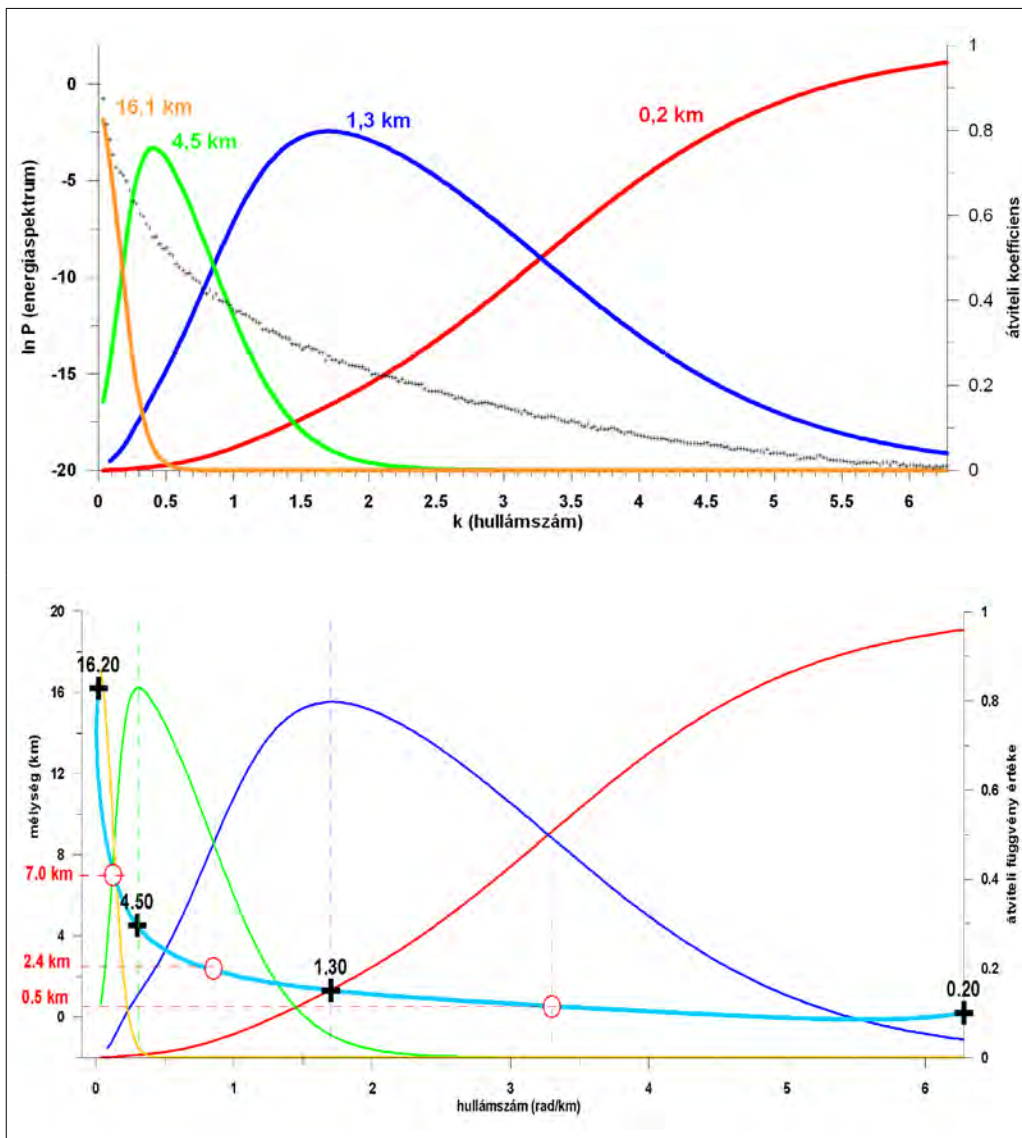 ln P (energiaspektrum)
0
-5
-10
-15
-20
16,1 km
4,5 km
1,3 km
0,2 km
1
0.8
0.6
0.4
0.2
0
átviteli koefficiens
0 0.5 1 1.5 2 2.5 3 3.5 4 4.5 5 5.5 6
k (hullámszám)
mélység (km)
20
16
12
8
4
0
7.0 km
2.4 km
0.5 km
16.20
4.50
1.30
0.20
1
0.8
0.6
0.4
0.2
0
átviteli függvény értéke
0 1 2 3 4 5 6
hullámszám (rad/km)